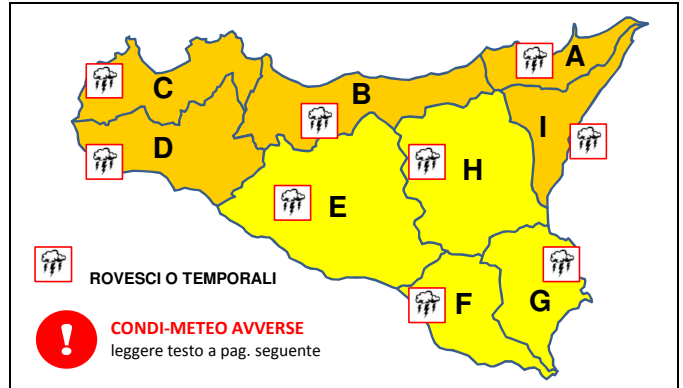 A
C
B
I
D
H
E
ROVESCI O TEMPORALI
F
G
CONDI-METEO AVVERSE
leggere testo a pag. seguente